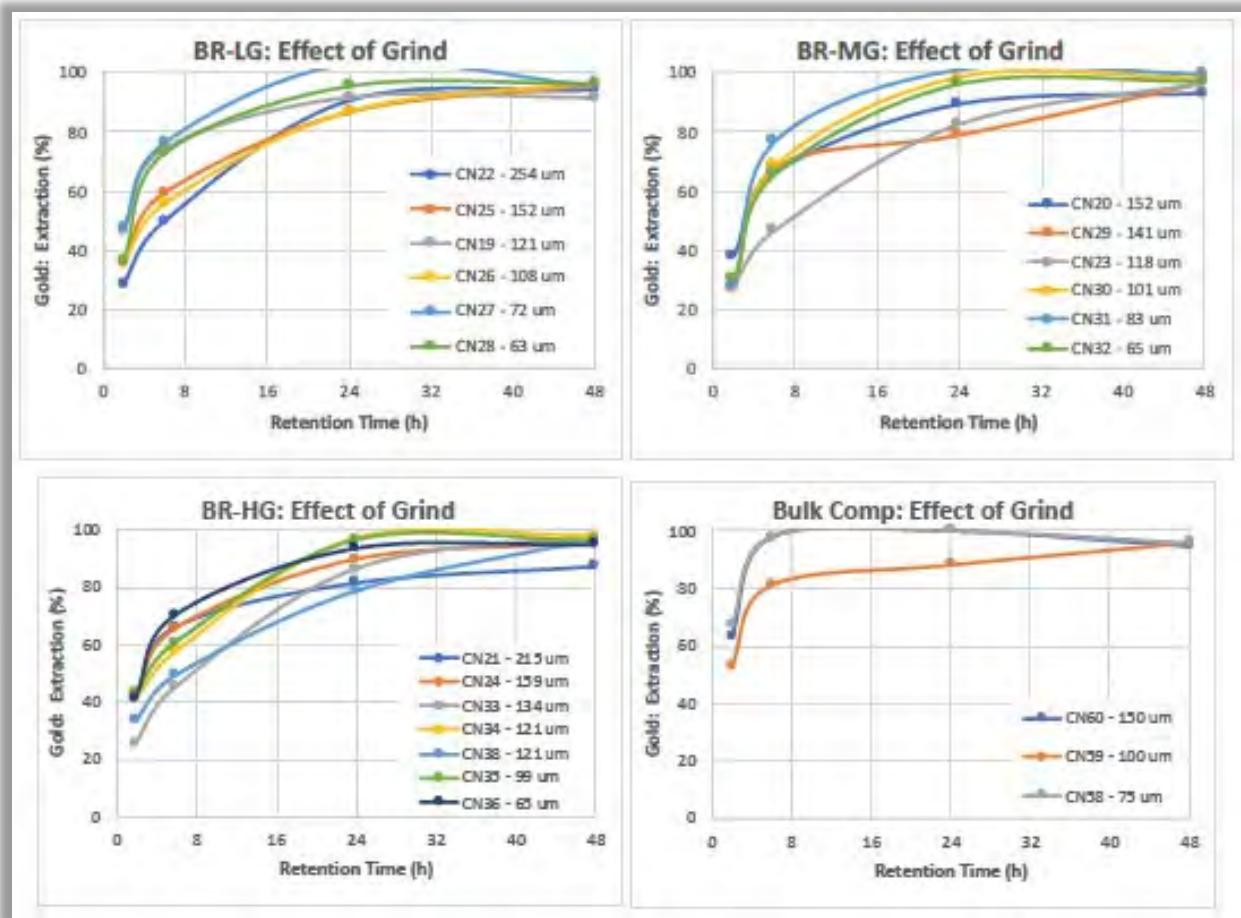 BR-LG: Effect of Grind
Gold: Extraction (%)
100
80
60
40
20
0
CN22 - 254 um
CN25 - 152 um
CN19 - 121 um
CN26 - 108 um
CN27 - 72 um
CN28 - 63 um
0 8 16 24 32 40 48
Retention Time (h)
BR-MG: Effect of Grind
Gold: Extraction (%)
100
80
60
40
20
0
CN20 - 152 um
CN29 - 141 um
CN23 - 118 um
CN30 - 101 um
CN31 - 83 um
CN32 - 65 um
0 8 16 24 32 40 48
Retention Time (h)
BR-HG: Effect of Grind
Gold: Extraction (%)
100
80
60
40
20
0
CN21 - 215 um
CN24 - 159 um
CN33 - 134 um
CN34 - 121 um
CN38 - 121 um
CN35 - 99 um
CN36 - 65 um
0 8 16 24 32 40 48
Retention Time (h)
Bulk Comp: Effect of Grind
Gold: Extraction (%)
100
80
60
40
20
0
CN60 - 150 um
CN59 - 100 um
CN58 - 75 um
0 8 16 24 32 40 48
Retention Time (h)